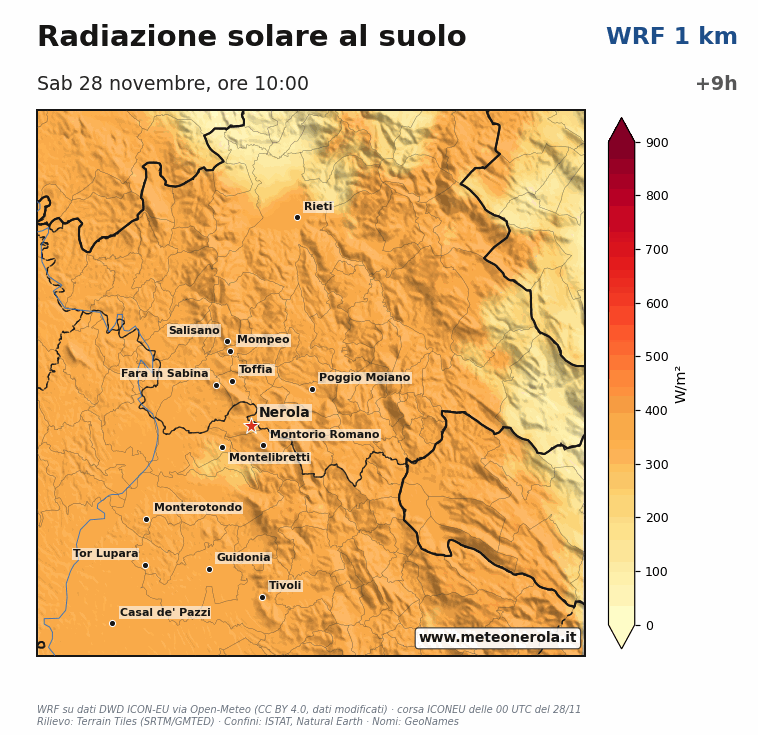 Radiazione solare al suolo
WRF 1 km
Sab 28 novembre, ore 10:00
+9h
Rieti
Salisano
Mompeo
Toffia
Fara in Sabina
Poggio Moiano
Nerola
Montorio Romano
Montelibretti
Monterotondo
Tor Lupara
Guidonia
Tivoli
Casal de' Pazzi
www.meteonerola.it
900
800
700
600
500
400
300
200
100
0
W/m²
WRF su dati DWD ICON-EU via Open-Meteo (CC BY 4.0, dati modificati) · corsa ICONEU delle 00 UTC del 28/11
Rilievo: Terrain Tiles (SRTM/GMTED) · Confini: ISTAT, Natural Earth · Nomi: GeoNames